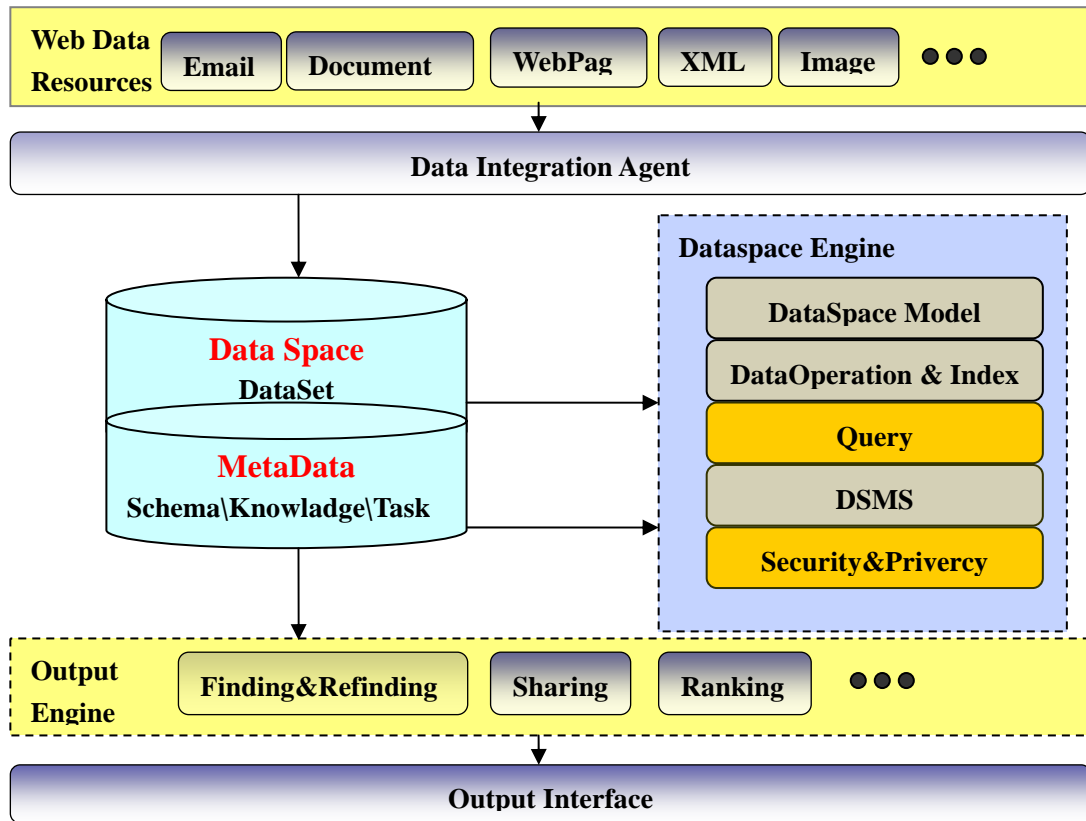 Web Data
Resources
Email
Document
WebPag
XML
Image
Data Integration Agent
Data Space
DataSet
MetaData
Schema\Knowladge\Task
Dataspace Engine
DataSpace Model
DataOperation & Index
Query
DSMS
Security&Privercy
Output
Engine
Finding&Refinding
Sharing
Ranking
Output Interface